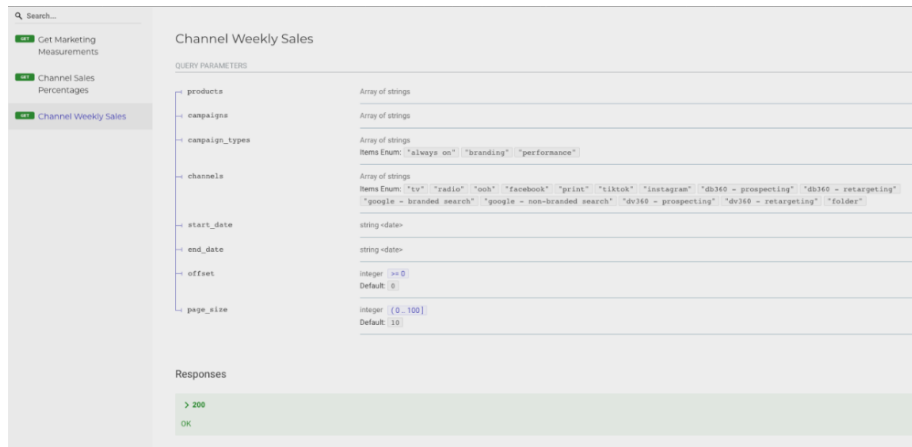 Search...
GET Get Marketing
Measurements
GET Channel Sales
Percentages
GET Channel Weekly Sales
Channel Weekly Sales
QUERY PARAMETERS
products Array of strings
campaigns Array of strings
campaign_types Array of strings
Items Enum: "always on" "branding" "performance"
channels Array of strings
Items Enum: "tv" "radio" "ooh" "facebook" "print" "tiktok" "instagram" "db360 - prospecting" "db360 - retargeting"
"google - branded search" "google - non-branded search" "dv360 - prospecting" "dv360 - retargeting" "folder"
start_date string <date>
end_date string <date>
offset integer >= 0
Default: 0
page_size integer ( 0 .. 100 ]
Default: 10
Responses
> 200
OK